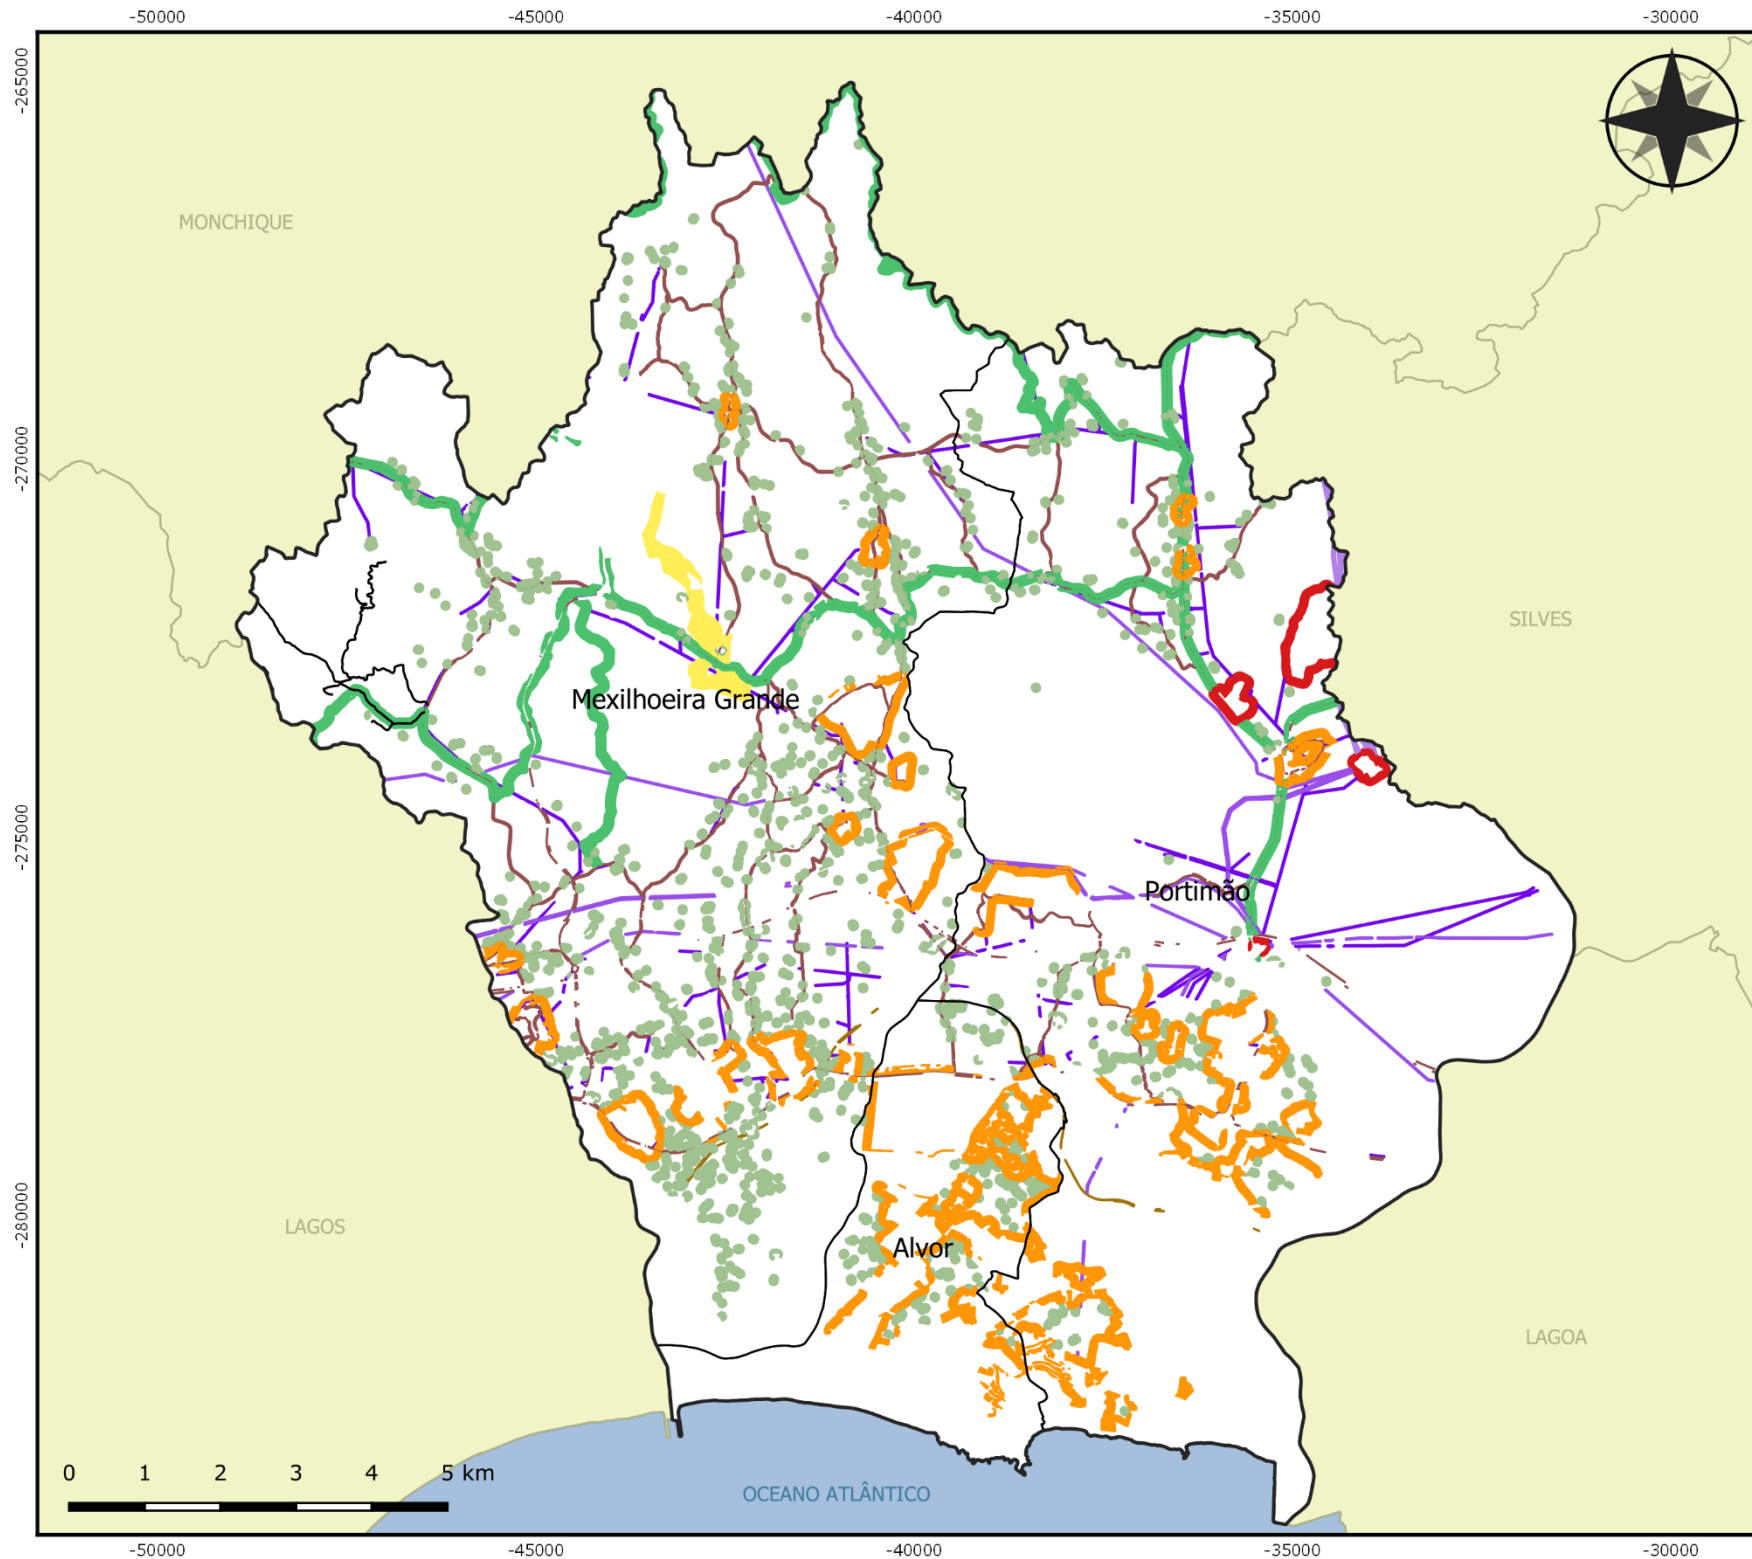 -50000 -45000 -40000 -35000 -30000
-265000
MONCHIQUE
-270000
SILVES
Mexilhoeira Grande
-275000
Portimão
-280000
LAGOS
Alvor
LAGOA
0 1 2 3 4 5 km
OCEANO ATLÂNTICO
-50000 -45000 -40000 -35000 -30000